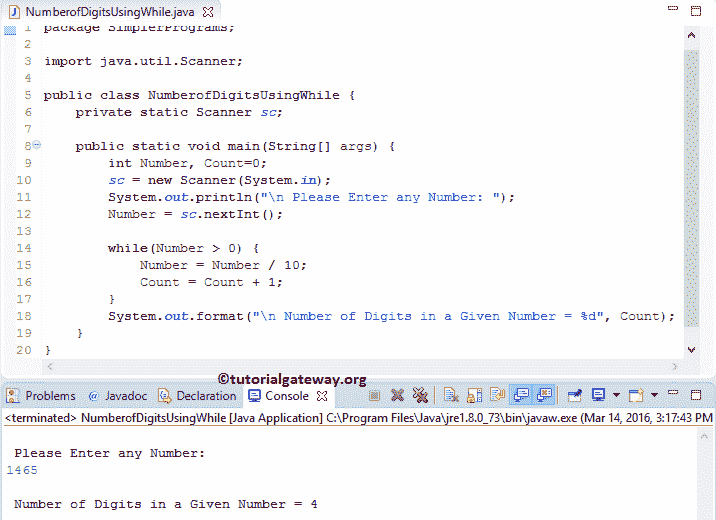 NumberofDigitsUsingWhile.java
1 package SimplerPrograms;
2
3 import java.util.Scanner;
4
5 public class NumberofDigitsUsingWhile {
6 private static Scanner sc;
7
8 public static void main(String[] args) {
9 int Number, Count=0;
10 sc = new Scanner(System.in);
11 System.out.println("\n Please Enter any Number: ");
12 Number = sc.nextInt();
13
14 while(Number > 0) {
15 Number = Number / 10;
16 Count = Count + 1;
17 }
18 System.out.format("\n Number of Digits in a Given Number = %d", Count);
19 }
20 }
©tutorialgateway.org
Problems @ Javadoc Declaration Console
<terminated> NumberofDigitsUsingWhile [Java Application] C:\Program Files\Java\jre1.8.0_73\bin\javaw.exe (Mar 14, 2016, 3:17:43 PM
Please Enter any Number:
1465
Number of Digits in a Given Number = 4